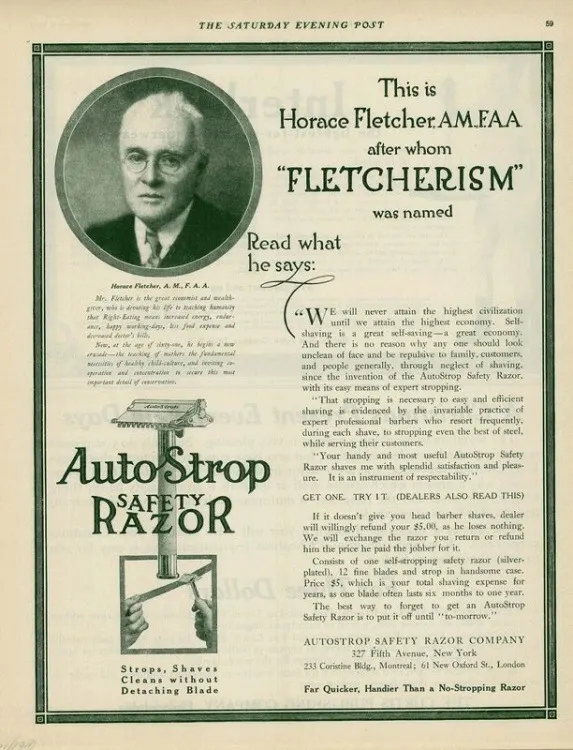 THE SATURDAY EVENING POST
59
This is
Horace Fletcher, A.M., F.A.A
after whom
"FLETCHERISM"
was named
Read what
he says:
Horace Fletcher, A. M., F. A. A.
Mr. Fletcher is the great economist and wealth-
giver, who is devoting his life to teaching humanity
that Right-Eating means increased energy, endur-
ance, happy working-days, less food expense and
decreased doctor's bills.
Now, at the age of sixty-one, he begins a new
crusade—the teaching of mothers the fundamental
necessities of healthy child-culture, and inviting co-
operation and concentration to secure this most
important detail of conservation.
"WE will never attain the highest civilization
until we attain the highest economy. Self-
shaving is a great self-saving—a great economy.
And there is no reason why any one should look
unclean of face and be repulsive to family, customers,
and people generally, through neglect of shaving,
since the invention of the AutoStrop Safety Razor,
with its easy means of expert stropping.
"That stropping is necessary to easy and efficient
shaving is evidenced by the invariable practice of
expert professional barbers who resort frequently,
during each shave, to stropping even the best of steel,
while serving their customers.
"Your handy and most useful AutoStrop Safety
Razor shaves me with splendid satisfaction and pleas-
ure. It is an instrument of respectability."
GET ONE. TRY IT. (DEALERS ALSO READ THIS)
If it doesn't give you head barber shaves, dealer
will willingly refund your $5.00, as he loses nothing.
We will exchange the razor you return or refund
him the price he paid the jobber for it.
Consists of one self-stropping safety razor (silver-
plated), 12 fine blades and strop in handsome case.
Price $5, which is your total shaving expense for
years, as one blade often lasts six months to one year.
The best way to forget to get an AutoStrop
Safety Razor is to put it off until "to-morrow."
AUTOSTROP SAFETY RAZOR COMPANY
327 Fifth Avenue, New York
233 Coristine Bldg., Montreal; 61 New Oxford St., London
Far Quicker, Handier Than a No-Stropping Razor
AutoStrop
AutoStrop
SAFETY
RAZOR
Strops, Shaves
Cleans without
Detaching Blade